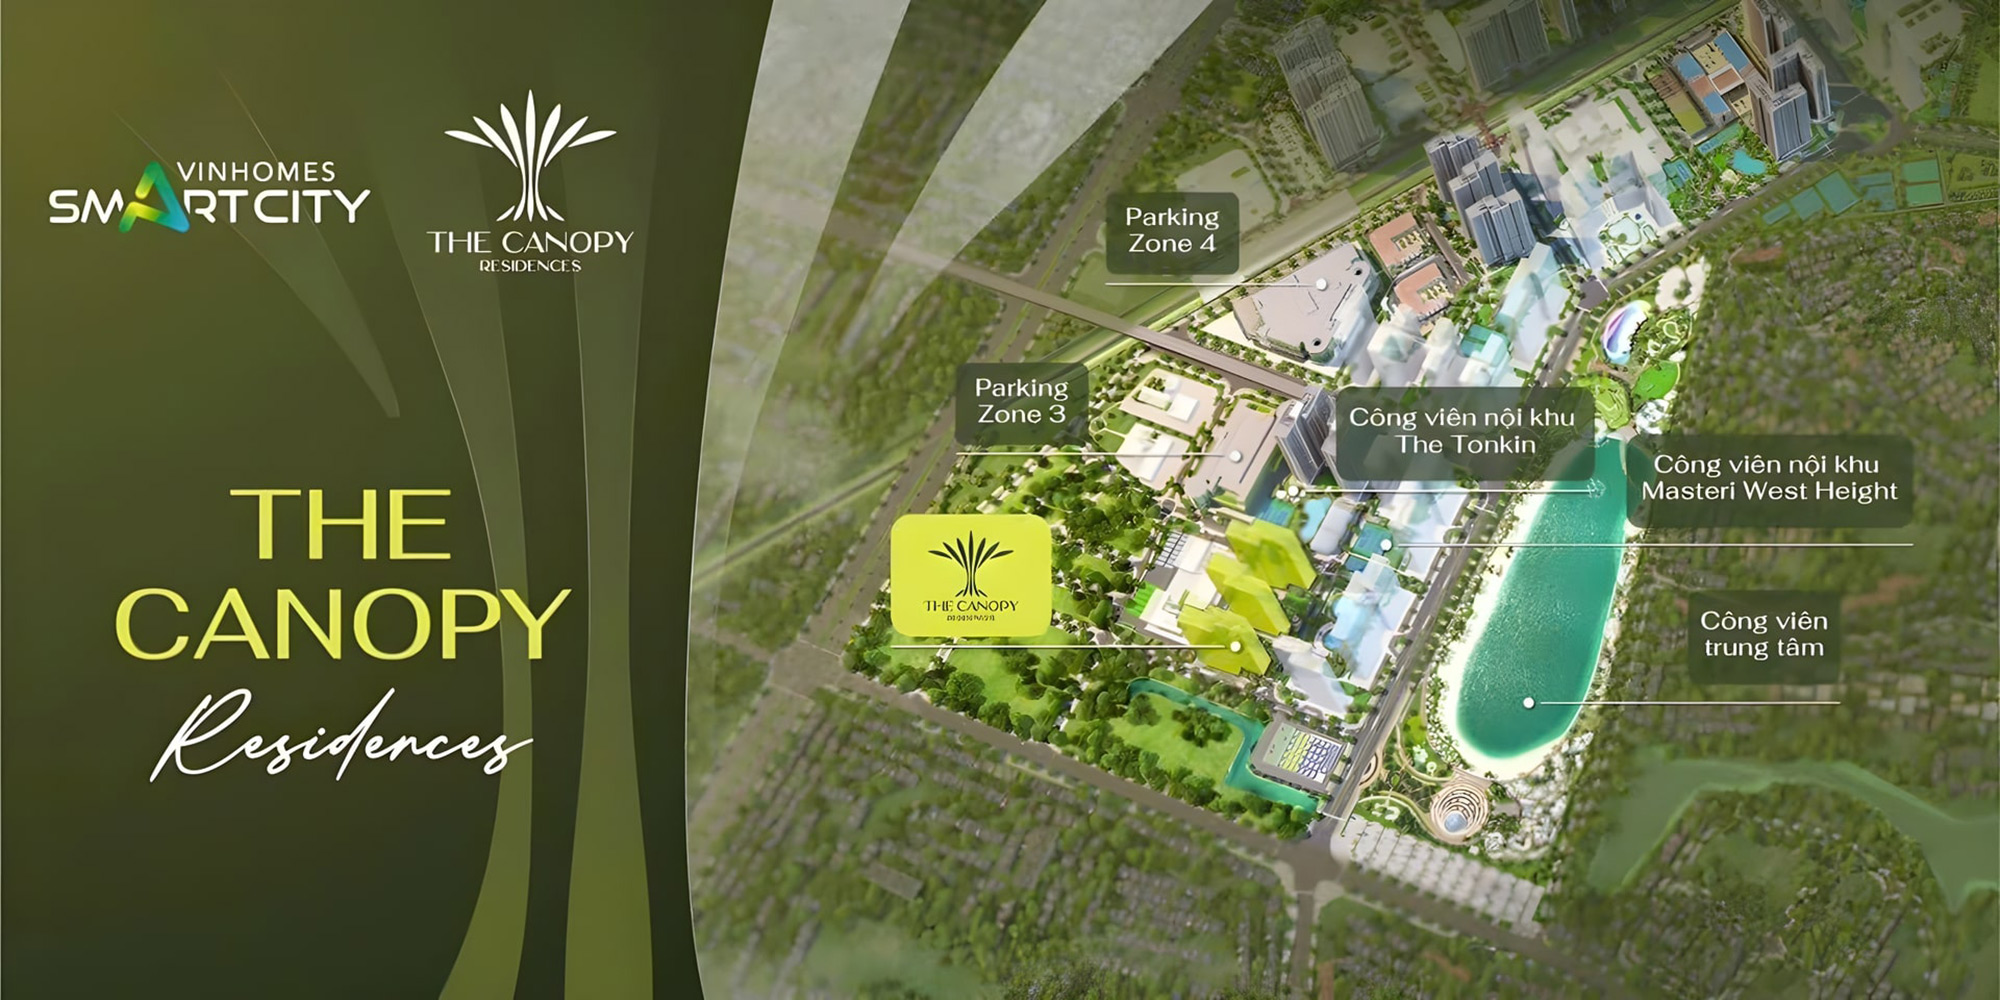 VINHOMES
SMARTCITY
THE CANOPY
RESIDENCES
THE
CANOPY
Residences
Parking
Zone 4
Parking
Zone 3
Công viên nội khu
The Tonkin
Công viên nội khu
Masteri West Height
THE CANOPY
Công viên
trung tâm